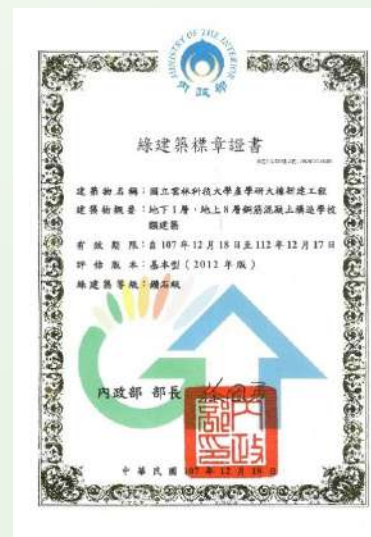 MINISTRY OF THE INTERIOR
內政部
綠建築標章證書
建築物名稱：國立雲林科技大學產學研大樓新建工程
建築物概要：地下1層，地上8層鋼筋混凝土構造學校
類建築
有效期限：自107年12月18日至112年12月17日
評估版本：基本型（2012年版）
綠建築等級：鑽石級
內政部 部長
內政
部印
中華民國 107 年 12 月 18 日